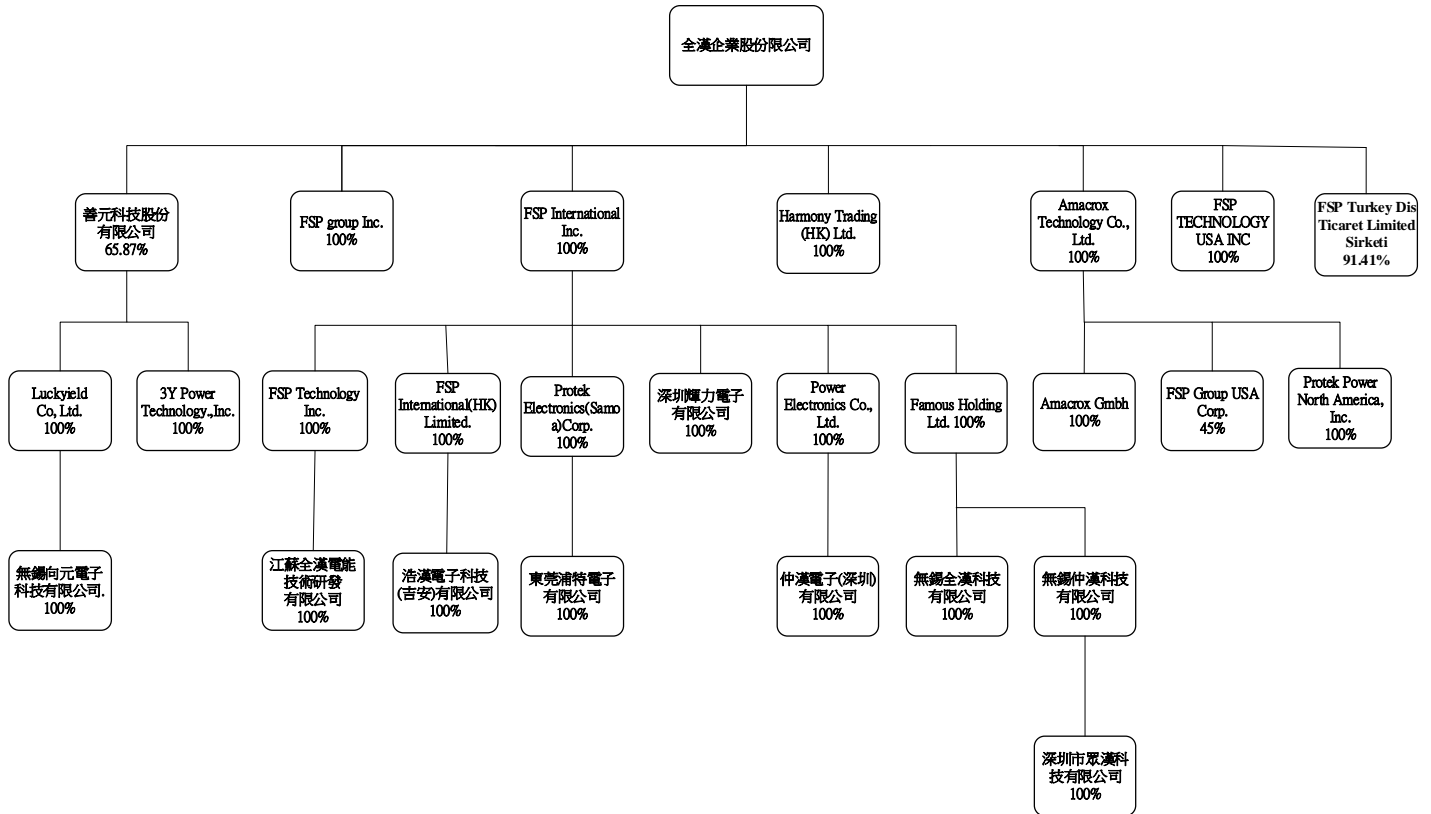 全漢企業股份限公司
善元科技股份
有限公司
65.87%
FSP group Inc.
100%
FSP International
Inc.
100%
Harmony Trading
(HK) Ltd.
100%
Amacrox
Technology Co.,
Ltd.
100%
FSP
TECHNOLOGY
USA INC
100%
FSP Turkey Dis
Ticaret Limited
Sirketi
91.41%
Luckyield
Co, Ltd.
100%
3Y Power
Technology.,Inc.
100%
FSP Technology
Inc.
100%
FSP
International(HK)
Limited.
100%
Protek
Electronics(Samo
a)Corp.
100%
深圳輝力電子
有限公司
100%
Power
Electronics Co.,
Ltd.
100%
Famous Holding
Ltd. 100%
Amacrox Gmbh
100%
FSP Group USA
Corp.
45%
Protek Power
North America,
Inc.
100%
無錫向元電子
科技有限公司.
100%
江蘇全漢電能
技術研發
有限公司
100%
浩漢電子科技
(吉安)有限公司
100%
東莞浦特電子
有限公司
100%
仲漢電子(深圳)
有限公司
100%
無錫全漢科技
有限公司
100%
無錫仲漢科技
有限公司
100%
深圳市眾漢科
技有限公司
100%